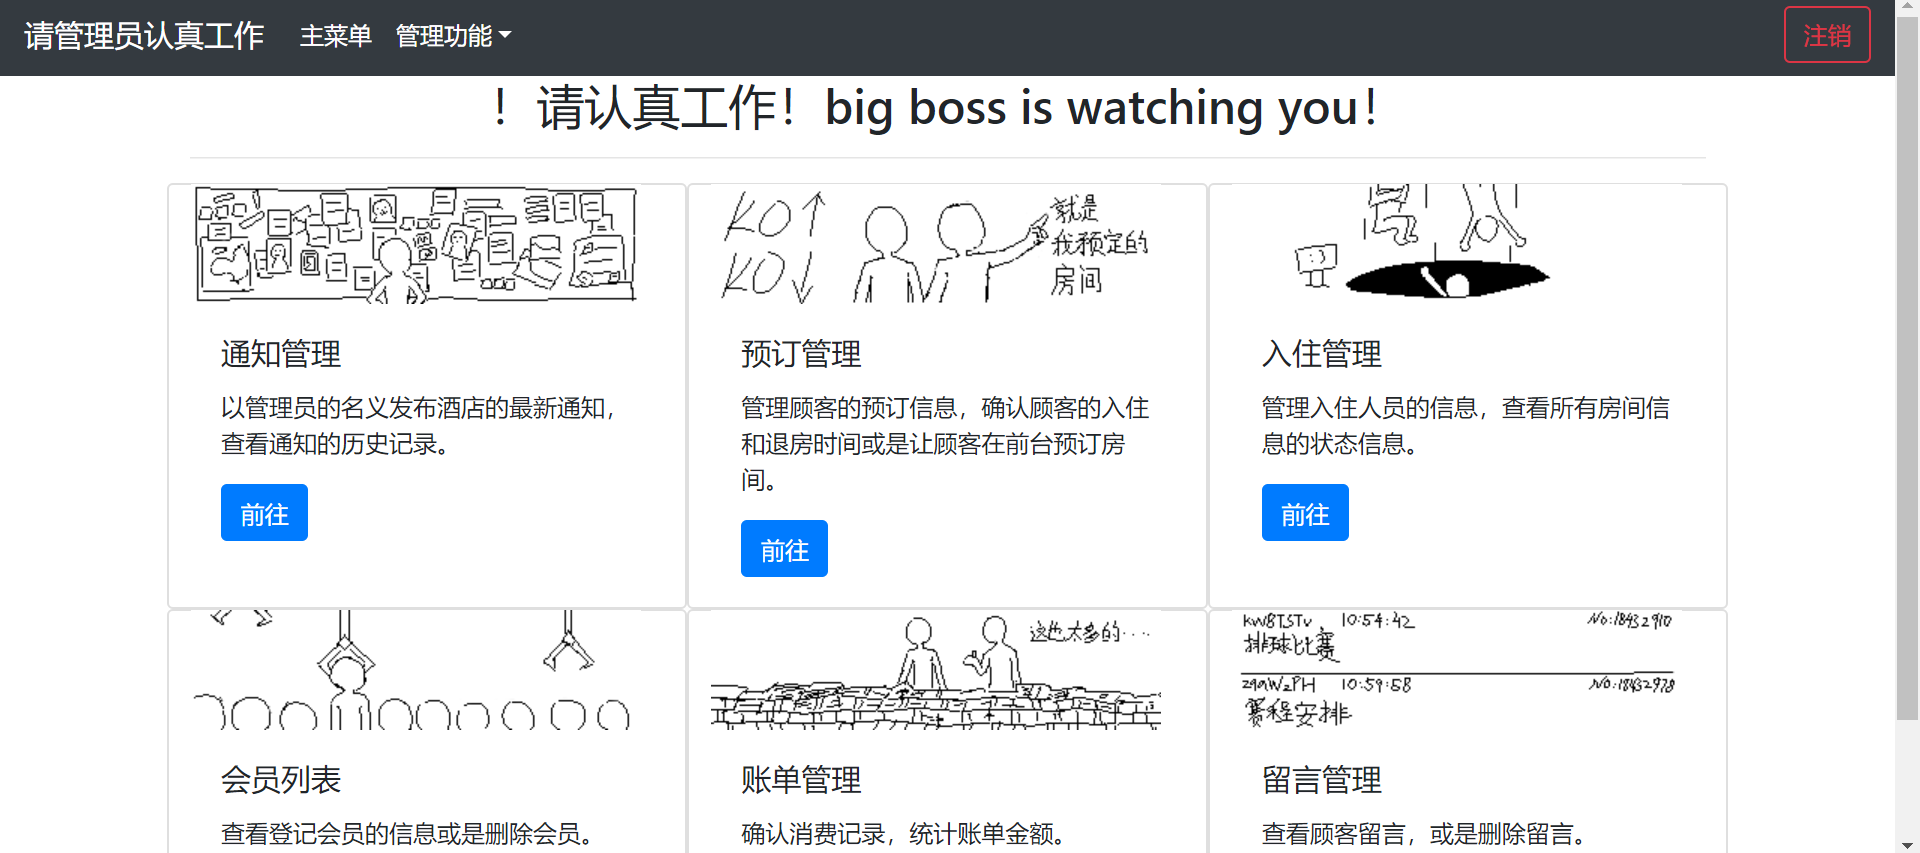 请管理员认真工作 主菜单 管理功能 注销
！请认真工作！big boss is watching you！
KO↑
KO↓
就是
我预定的
房间
通知管理
以管理员的名义发布酒店的最新通知，
查看通知的历史记录。
前往
预订管理
管理顾客的预订信息，确认顾客的入住
和退房时间或是让顾客在前台预订房
间。
前往
入住管理
管理入住人员的信息，查看所有房间信
息的状态信息。
前往
这也太多的····
10:54:42 No:18432910
排球比赛
10:59:58 No:18432978
赛程安排
会员列表
查看登记会员的信息或是删除会员。
账单管理
确认消费记录，统计账单金额。
留言管理
查看顾客留言，或是删除留言。